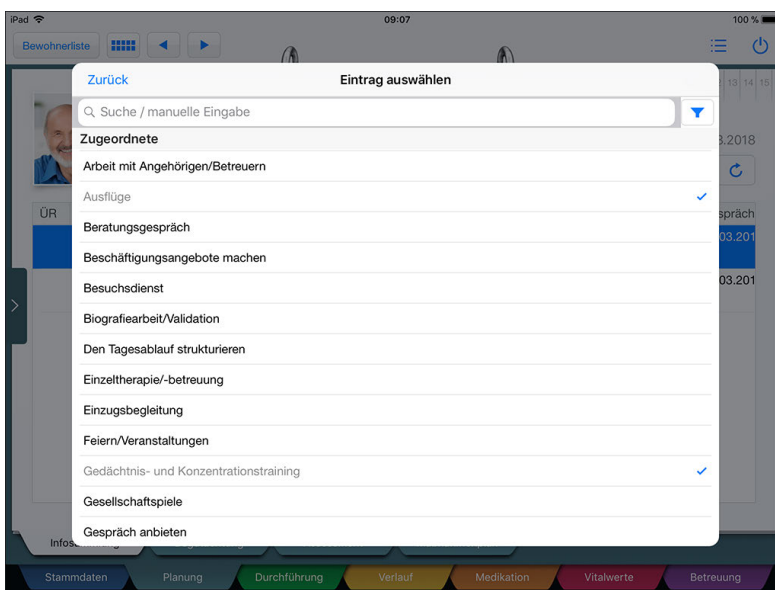 iPad 09:07 100 %
Bewohnerliste
Zurück Eintrag auswählen
Suche / manuelle Eingabe
13 14 15
Zugeordnete
.2018
Arbeit mit Angehörigen/Betreuern
Ausflüge
ÜR spräch
Beratungsgespräch
03.201
Beschäftigungsangebote machen
03.201
Besuchsdienst
Biografiearbeit/Validation
Den Tagesablauf strukturieren
Einzeltherapie/-betreuung
Einzugsbegleitung
Feiern/Veranstaltungen
Gedächtnis- und Konzentrationstraining
Gesellschaftspiele
Gespräch anbieten
Stammdaten Planung Durchführung Verlauf Medikation Vitalwerte Betreuung